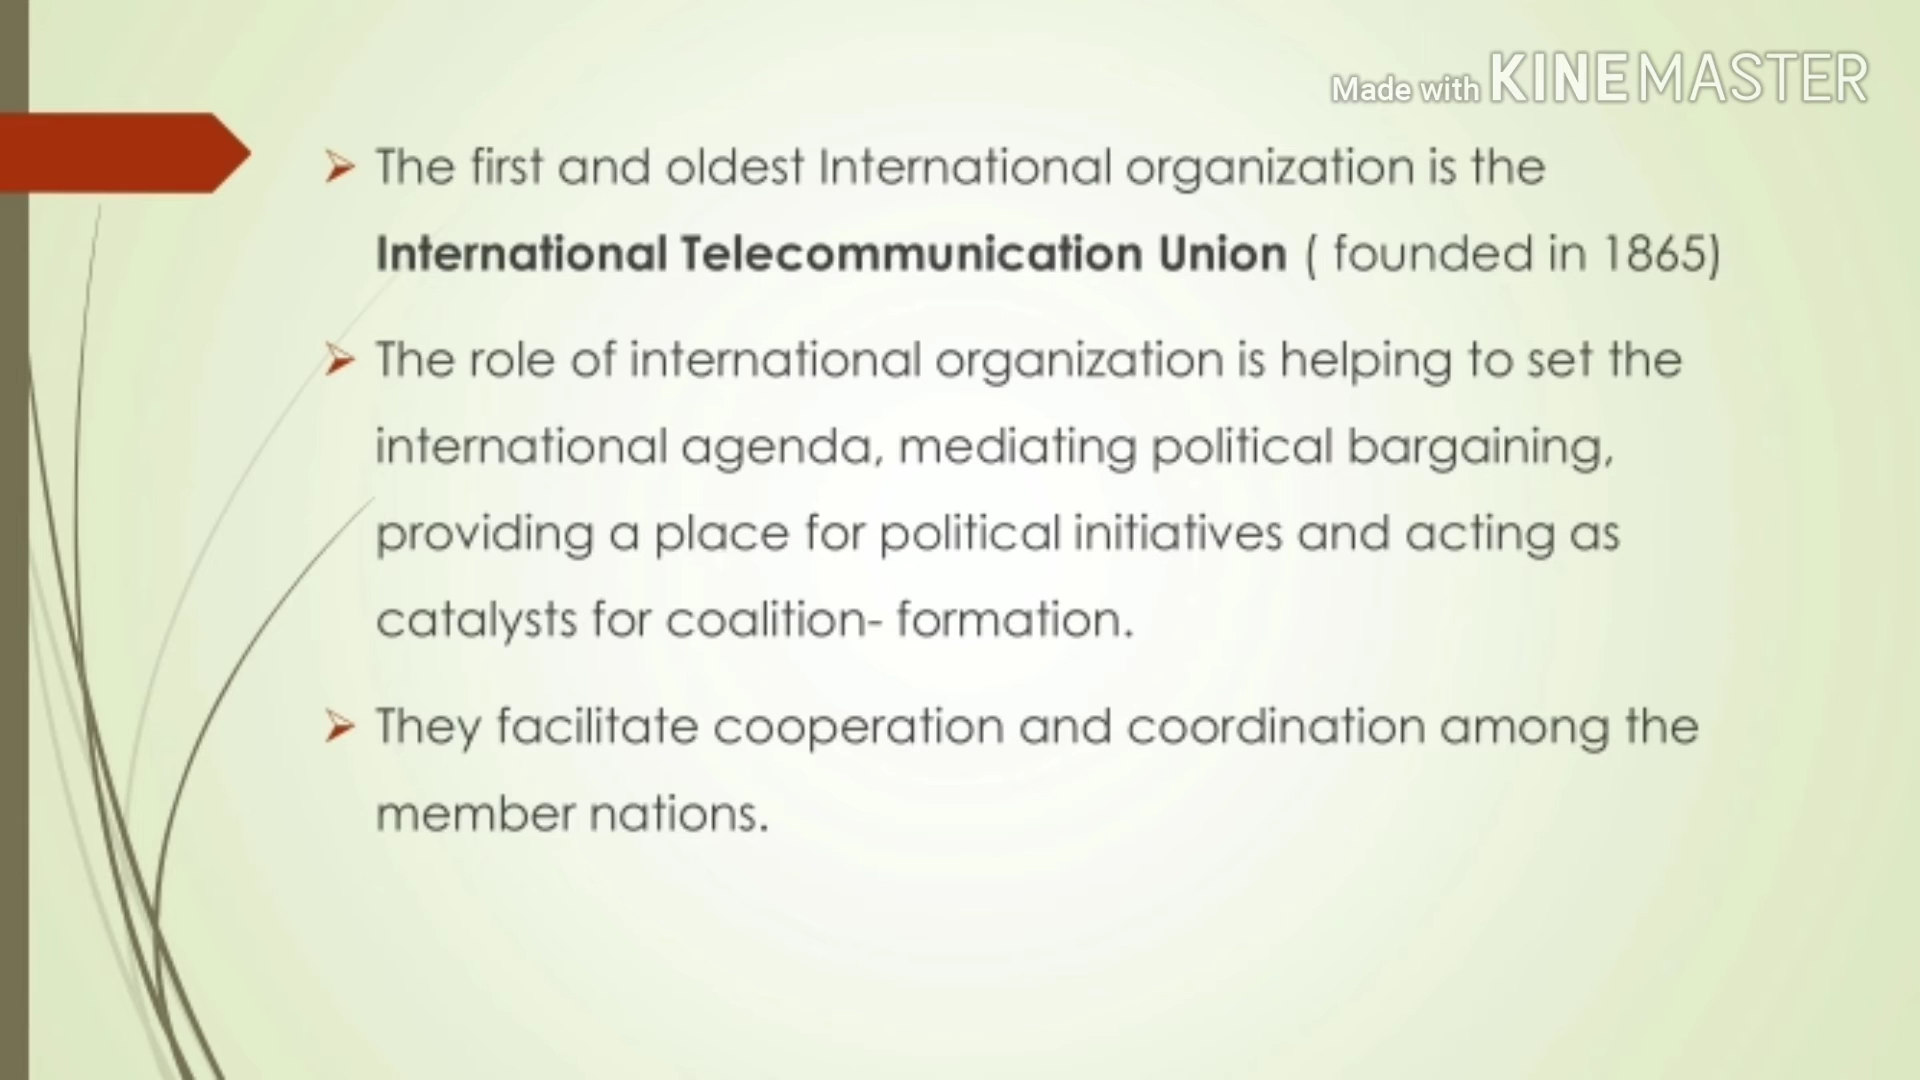 Made with KINEMASTER
The first and oldest International organization is the
International Telecommunication Union ( founded in 1865)
The role of international organization is helping to set the
international agenda, mediating political bargaining,
providing a place for political initiatives and acting as
catalysts for coalition- formation.
They facilitate cooperation and coordination among the
member nations.